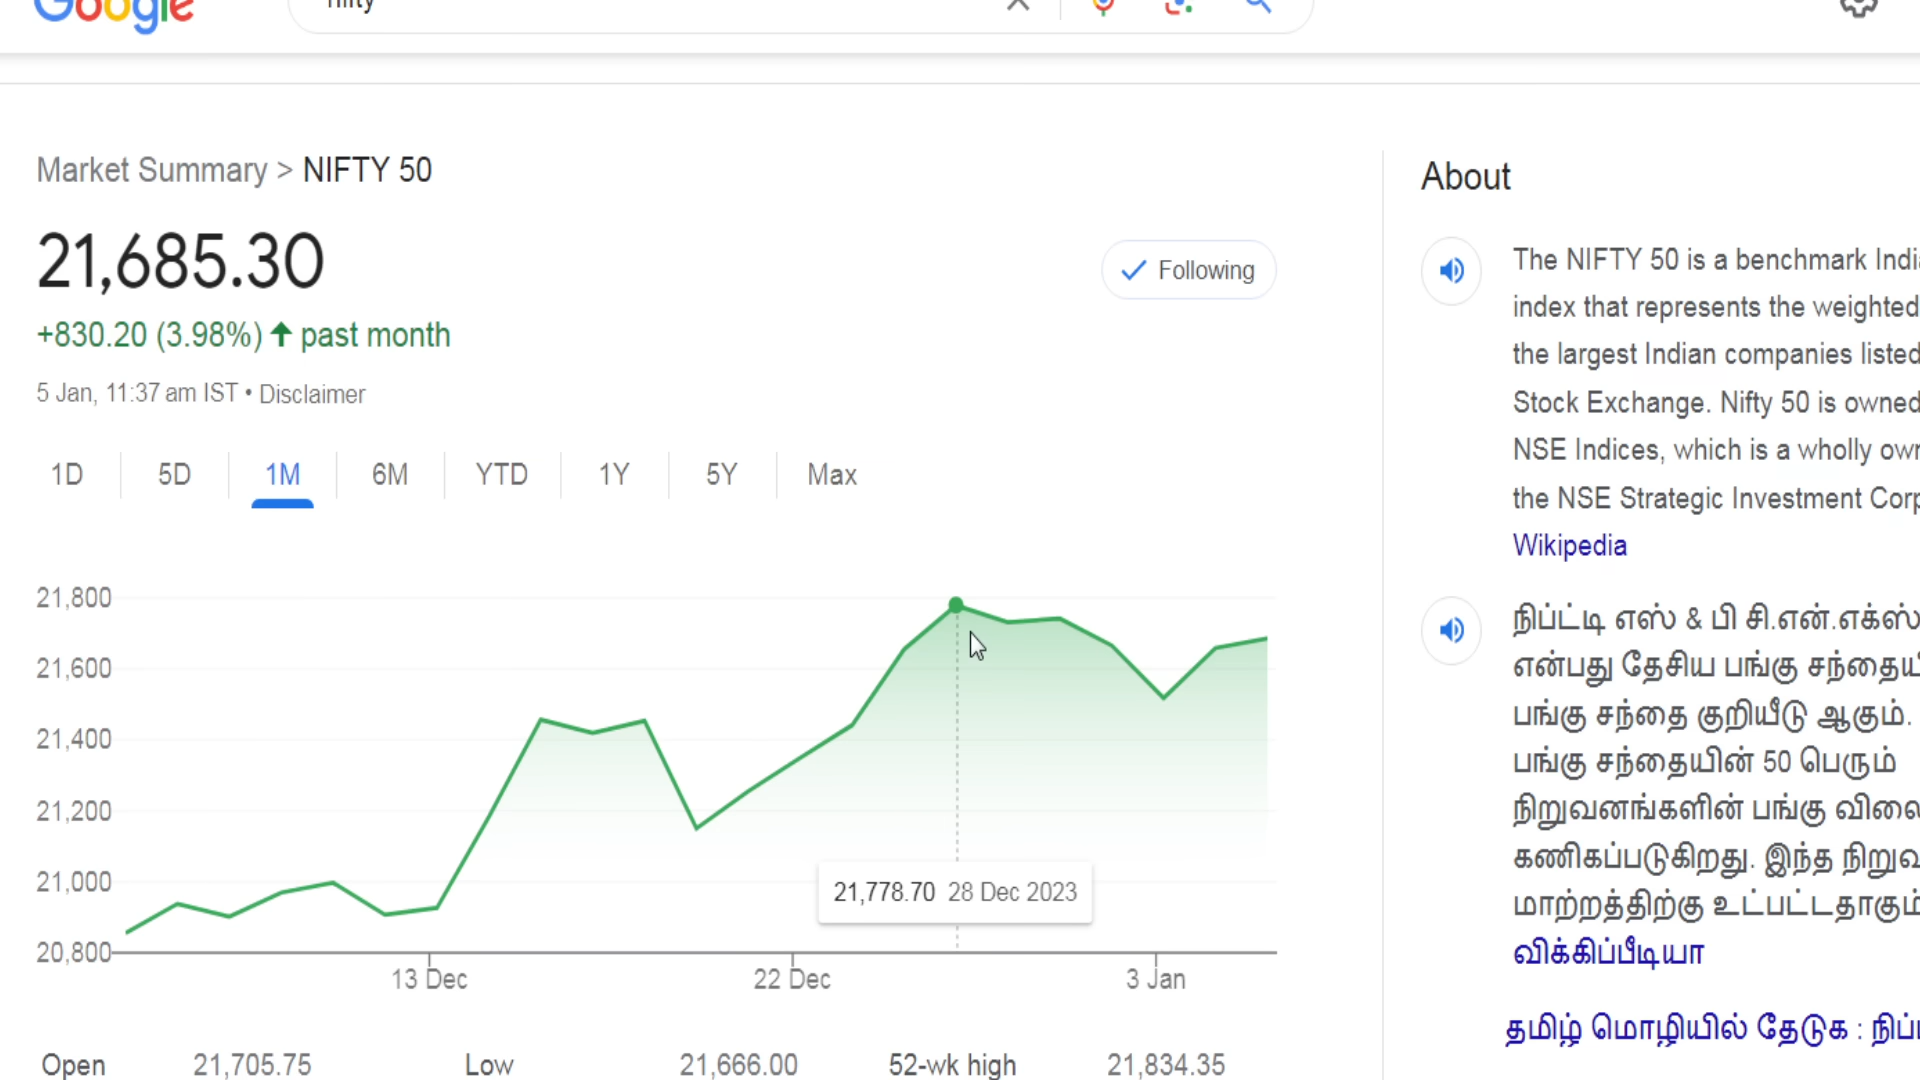 Google
nifty
Market Summary > NIFTY 50
21,685.30
+830.20 (3.98%) ↑ past month
5 Jan, 11:37 am IST • Disclaimer
Following
1D 5D 1M 6M YTD 1Y 5Y Max
21,800
21,600
21,400
21,200
21,000
20,800
21,778.70 28 Dec 2023
13 Dec 22 Dec 3 Jan
Open 21,705.75 Low 21,666.00 52-wk high 21,834.35
About
The NIFTY 50 is a benchmark
index that represents the weighted
the largest Indian companies listed
Stock Exchange. Nifty 50 is owned
NSE Indices, which is a wholly
the NSE Strategic Investment
Wikipedia
நிப்ட்டி எஸ் & பி சி.என்.எக்ஸ்
என்பது தேசிய பங்கு
பங்கு சந்தை குறியீடு ஆகும்.
பங்கு சந்தையின் 50 பெரும்
நிறுவனங்களின் பங்கு
கணிகப்படுகிறது. இந்த
மாற்றத்திற்கு உட்பட்டதாகும்
விக்கிப்பீடியா
தமிழ் மொழியில் தேடுக :